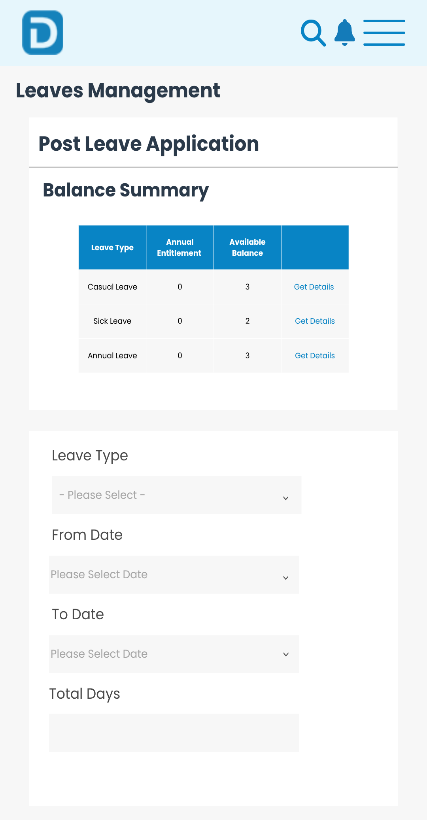 D
Leaves Management
Post Leave Application
Balance Summary
Leave Type Annual Entitlement Available Balance
Casual Leave 0 3 Get Details
Sick Leave 0 2 Get Details
Annual Leave 0 3 Get Details
Leave Type
- Please Select -
From Date
Please Select Date
To Date
Please Select Date
Total Days